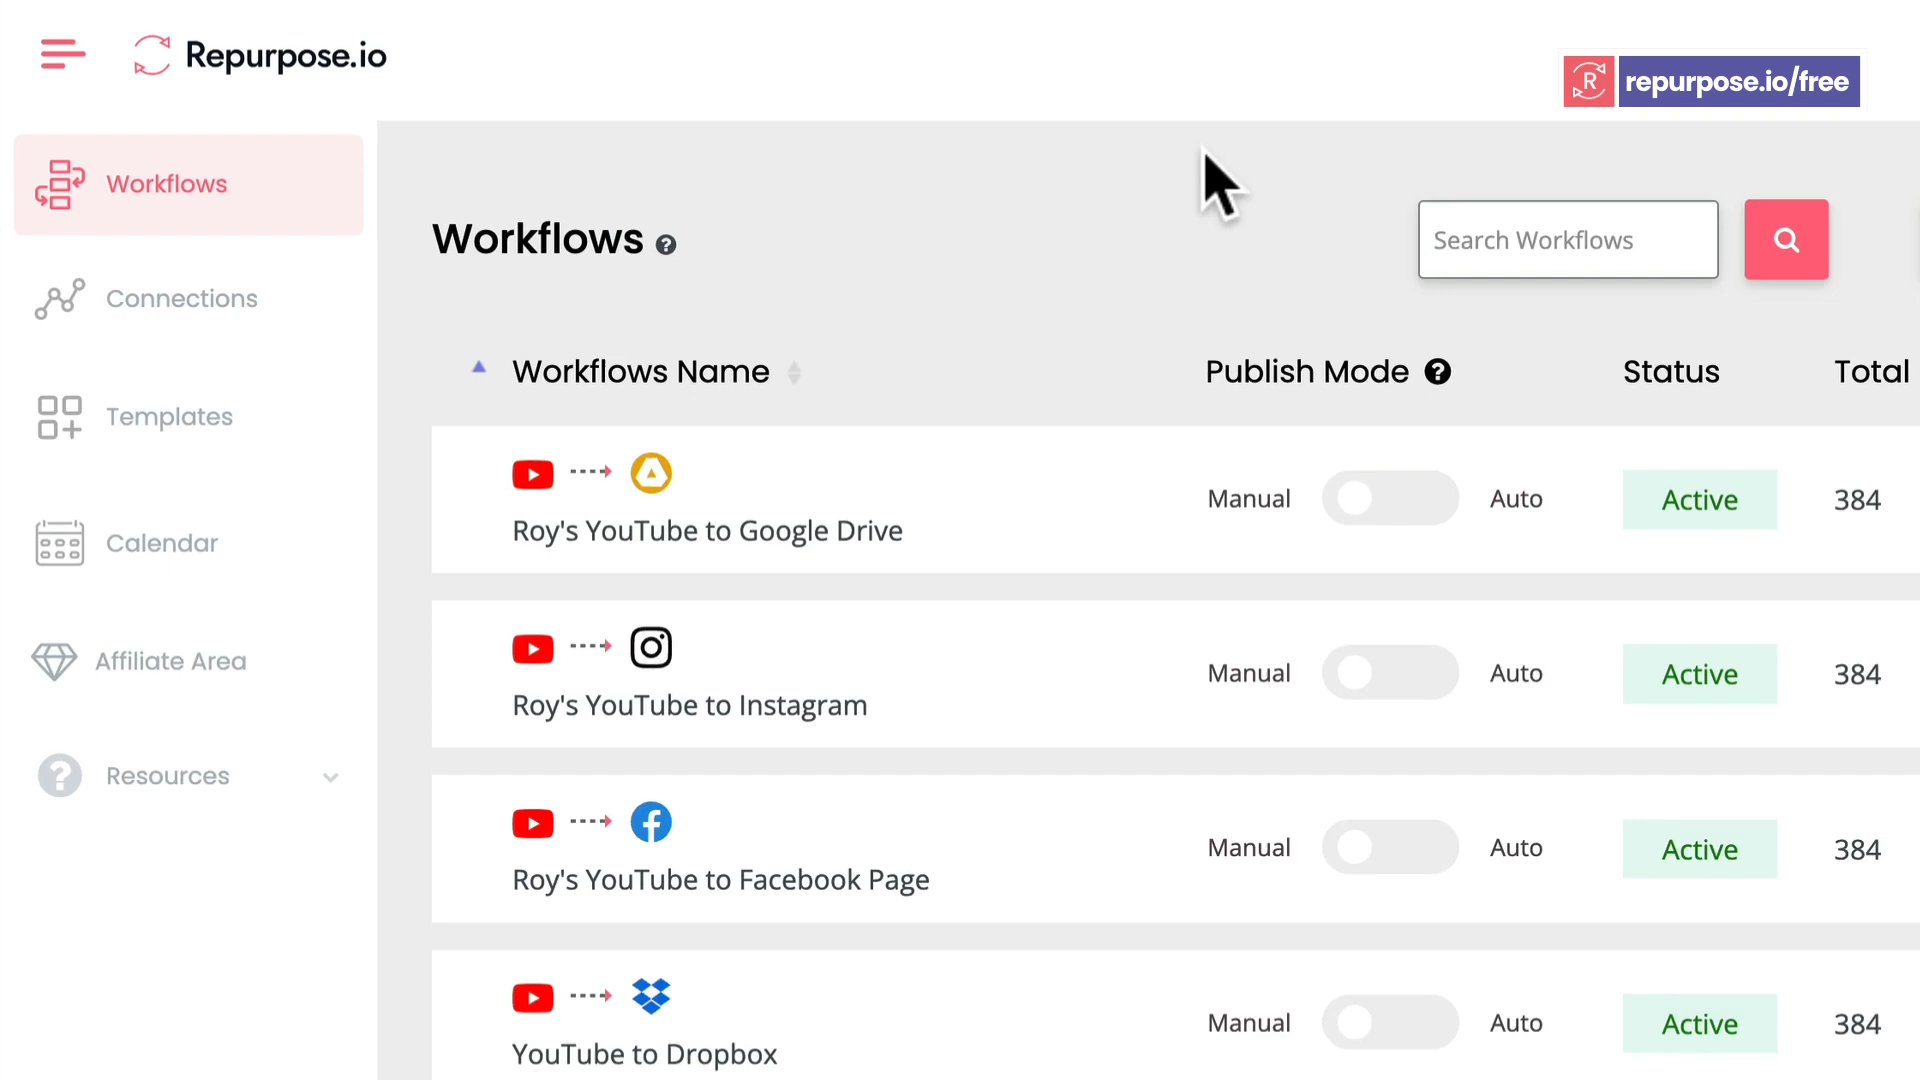 Repurpose.io
R repurpose.io/free
Workflows
Connections
Templates
Calendar
Affiliate Area
? Resources
Workflows ?
Search Workflows
Workflows Name Publish Mode ? Status Total
Manual Auto Active 384
Roy's YouTube to Google Drive
Manual Auto Active 384
Roy's YouTube to Instagram
Manual Auto Active 384
Roy's YouTube to Facebook Page
Manual Auto Active 384
YouTube to Dropbox